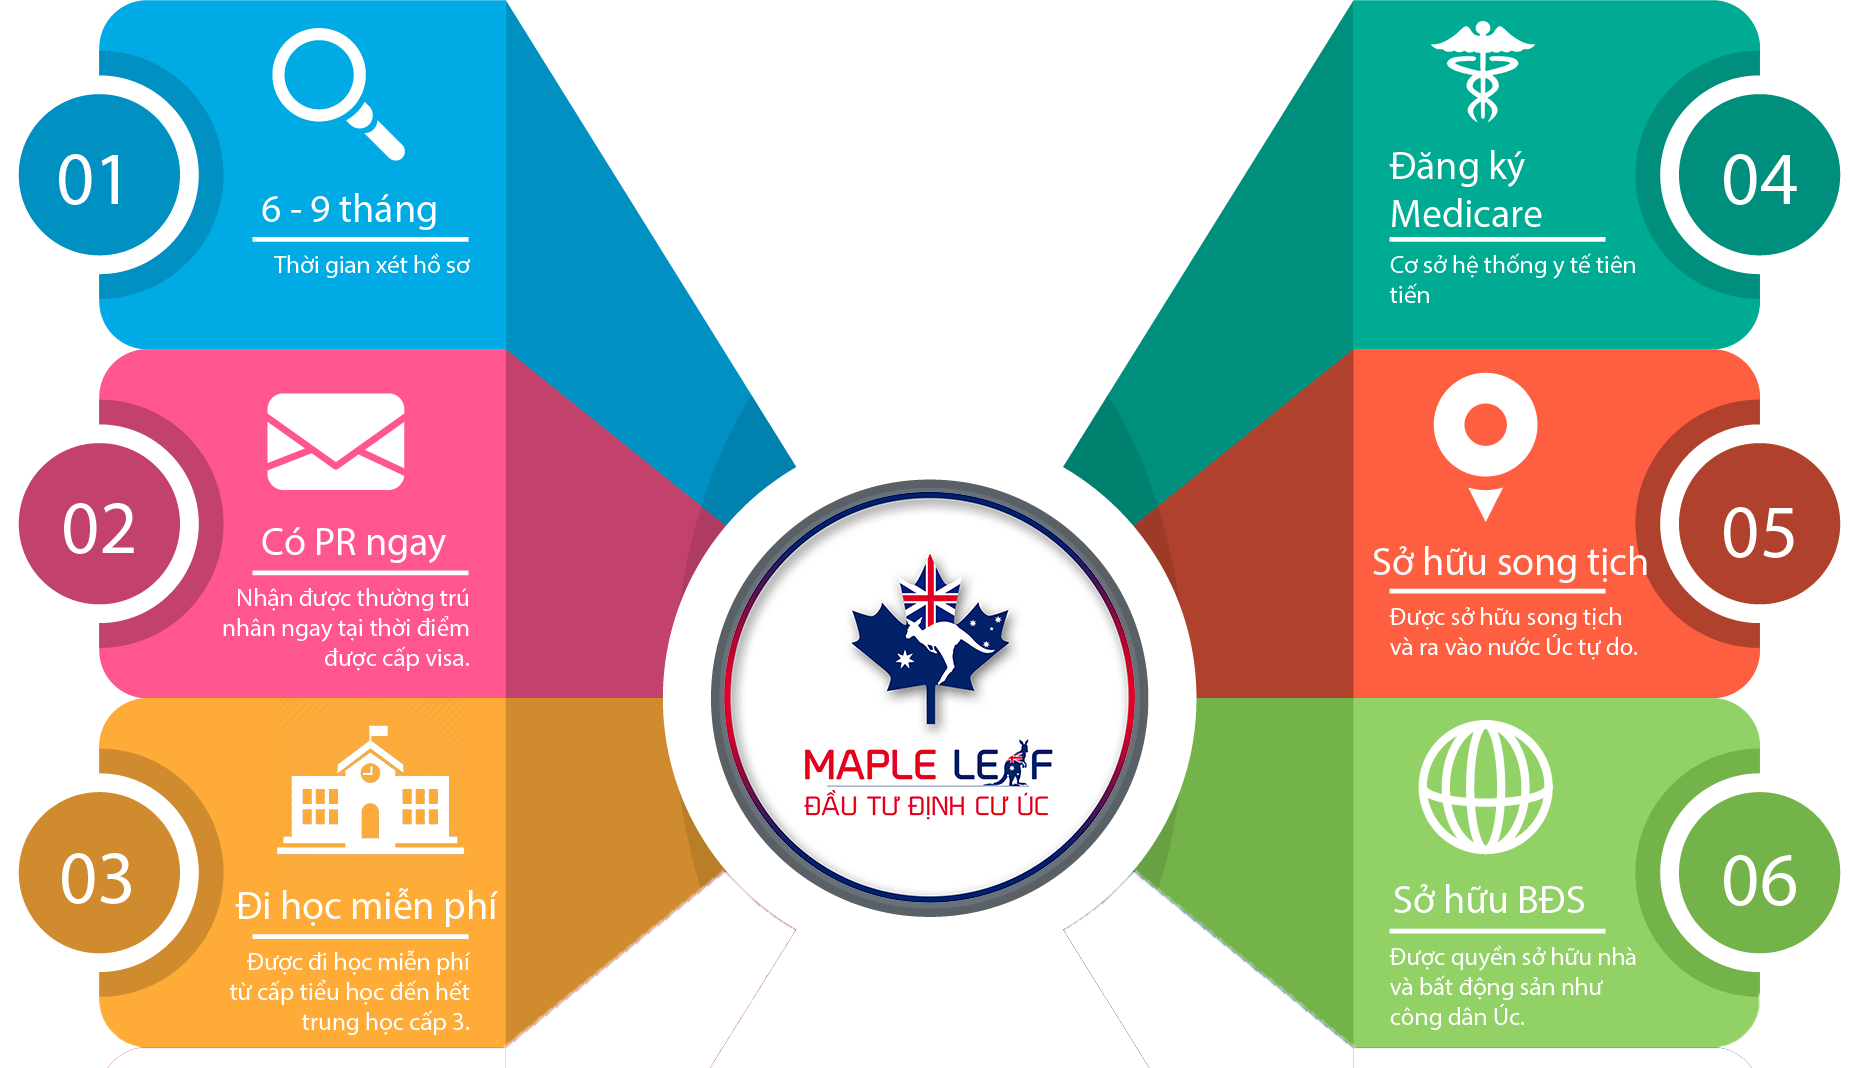 01
6 - 9 tháng
Thời gian xét hồ sơ
02
Có PR ngay
Nhận được thường trú
nhân ngay tại thời điểm
được cấp visa.
03
Đi học miễn phí
Được đi học miễn phí
từ cấp tiểu học đến hết
trung học cấp 3.
MAPLE LEAF
ĐẦU TƯ ĐỊNH CƯ ÚC
04
Đăng ký
Medicare
Cơ sở hệ thống y tế tiên
tiến
05
Sở hữu song tịch
Được sở hữu song tịch
và ra vào nước Úc tự do.
06
Sở hữu BĐS
Được quyền sở hữu nhà
và bất động sản như
công dân Úc.